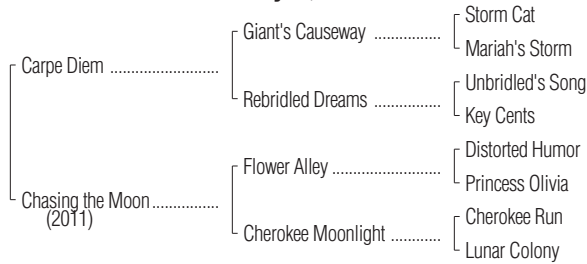 Storm Cat
Giant's Causeway ................
Mariah's Storm
Carpe Diem ..........................
Unbridled's Song
Rebridled Dreams ................
Key Cents
Distorted Humor
Flower Alley ..........................
Princess Olivia
Chasing the Moon ................
(2011)
Cherokee Run
Cherokee Moonlight ............
Lunar Colony